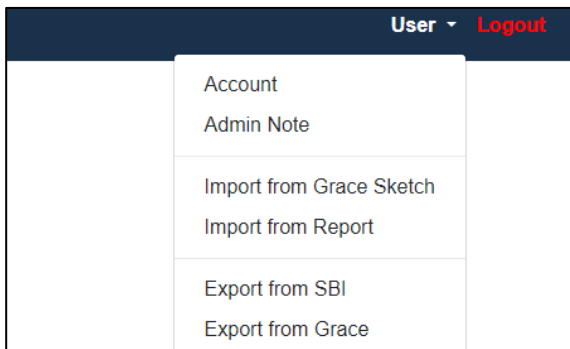 User Logout
Account
Admin Note
Import from Grace Sketch
Import from Report
Export from SBI
Export from Grace